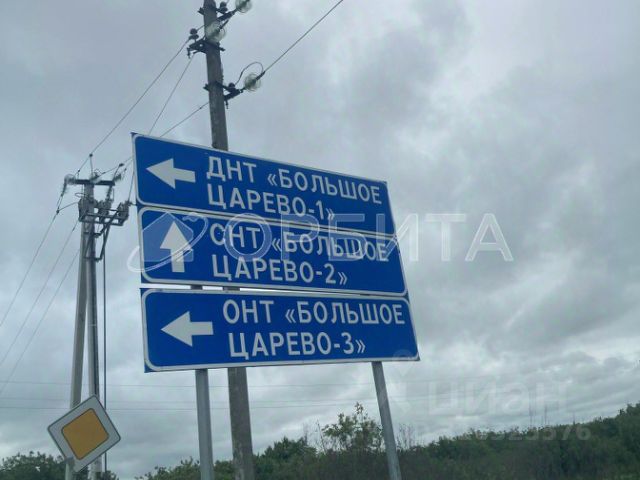 ДНТ «БОЛЬШОЕ
ЦАРЕВО-1»
СНТ «БОЛЬШОЕ
ЦАРЕВО-2»
ОНТ «БОЛЬШОЕ
ЦАРЕВО-3»
ОРБИТА
циан